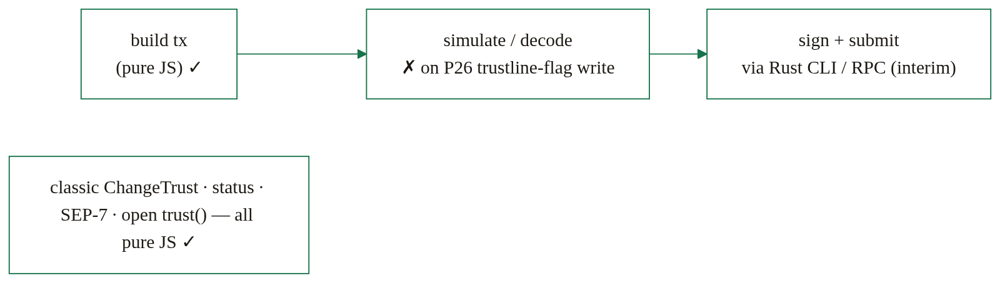 build tx
(pure JS) ✓
simulate / decode
✗ on P26 trustline-flag write
sign + submit
via Rust CLI / RPC (interim)
classic ChangeTrust · status ·
SEP-7 · open trust() — all
pure JS ✓